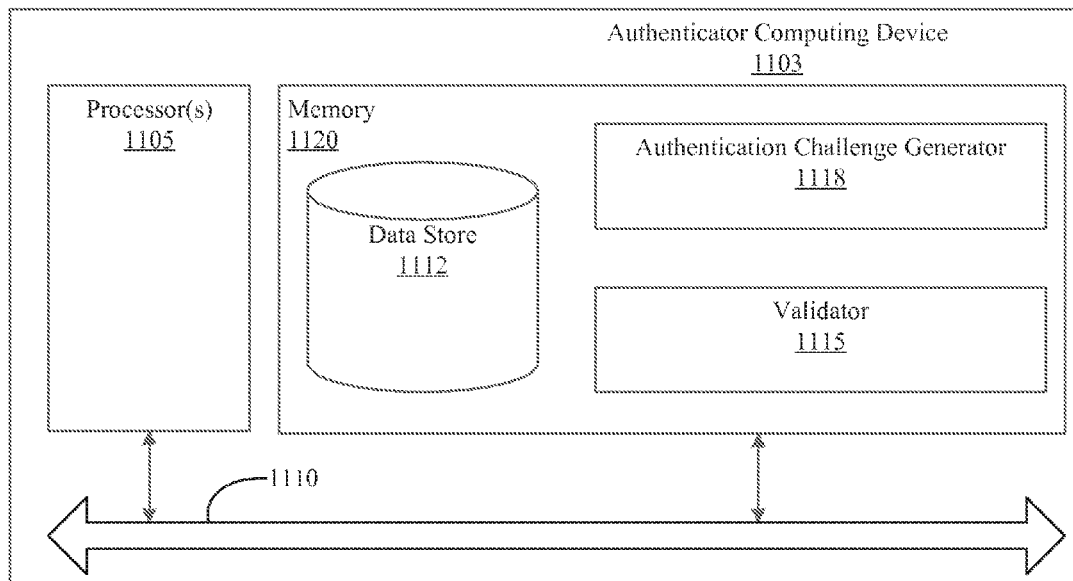 Authenticator Computing Device
1103
Processor(s)
1105
Memory
1120
Data Store
1112
Authentication Challenge Generator
1118
Validator
1115
1110